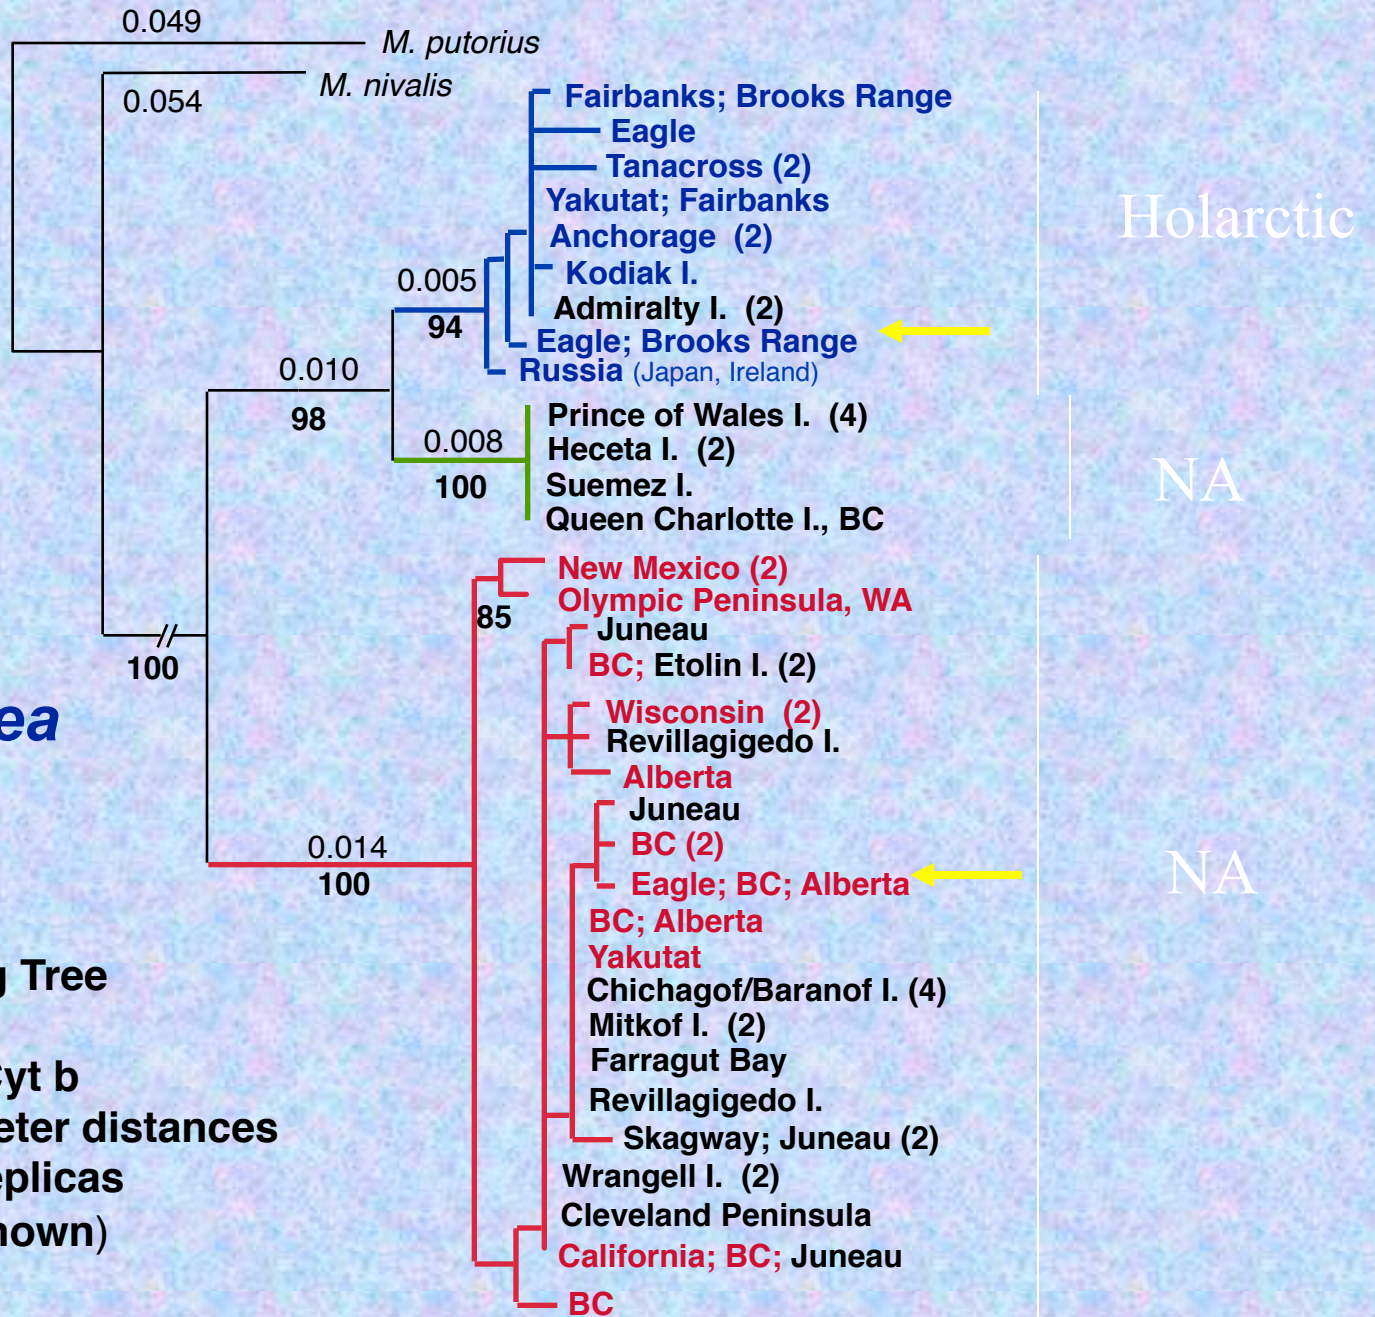 0.049
M. putorius
M. nivalis
0.054
Fairbanks; Brooks Range
Eagle
Tanacross (2)
Yakutat; Fairbanks
Anchorage (2)
Kodiak I.
Admiralty I. (2)
Eagle; Brooks Range
Russia (Japan, Ireland)
0.005
94
Holarctic
0.010
98
0.008
100
Prince of Wales I. (4)
Heceta I. (2)
Suemez I.
Queen Charlotte I., BC
NA
100
New Mexico (2)
Olympic Peninsula, WA
85
Juneau
BC; Etolin I. (2)
Wisconsin (2)
Revillagigedo I.
Alberta
Juneau
BC (2)
Eagle; BC; Alberta
BC; Alberta
Yakutat
Chichagof/Baranof I. (4)
Mitkof I. (2)
Farragut Bay
Revillagigedo I.
Skagway; Juneau (2)
Wrangell I. (2)
Cleveland Peninsula
California; BC; Juneau
BC
0.014
100
NA
ea
g Tree
Cyt b
eter distances
eplicas
hown)